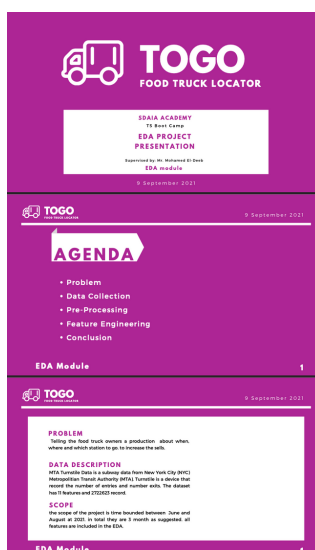 TOGO
FOOD TRUCK LOCATOR
SDAIA ACADEMY
T5 Boot Camp
EDA PROJECT
PRESENTATION
Supervised by: Mr. Mohamed El-Deeb
EDA module
9 September 2021
TOGO
FOOD TRUCK LOCATOR
9 September 2021
AGENDA
• Problem
• Data Collection
• Pre-Processing
• Feature Engineering
• Conclusion
EDA Module
1
TOGO
FOOD TRUCK LOCATOR
9 September 2021
PROBLEM
Telling the food truck owners a production about when,
where and which station to go. to increase the sells.
DATA DESCRIPTION
MTA Turnstile Data is a subway data from New York City (NYC)
Metropolitian Transit Authority (MTA). Turnstile is a device that
record the number of entries and number exits. The dataset
has 11 features and 2722623 record.
SCOPE
the scope of the project is time bounded between June and
August at 2021. in total they are 3 month as suggested. all
features are included in the EDA.
EDA Module